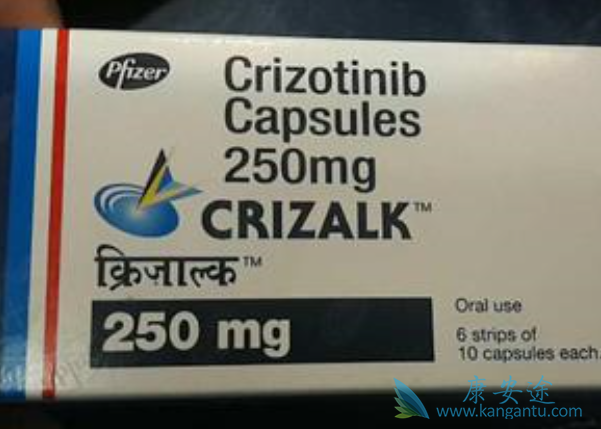 Pfizer
Crizotinib
Capsules
250mg
CRIZALK™
क्रिज़ाल्क™
250 mg
Oral use
6 strips of
10 capsules each.
康安途
www.kangantu.com